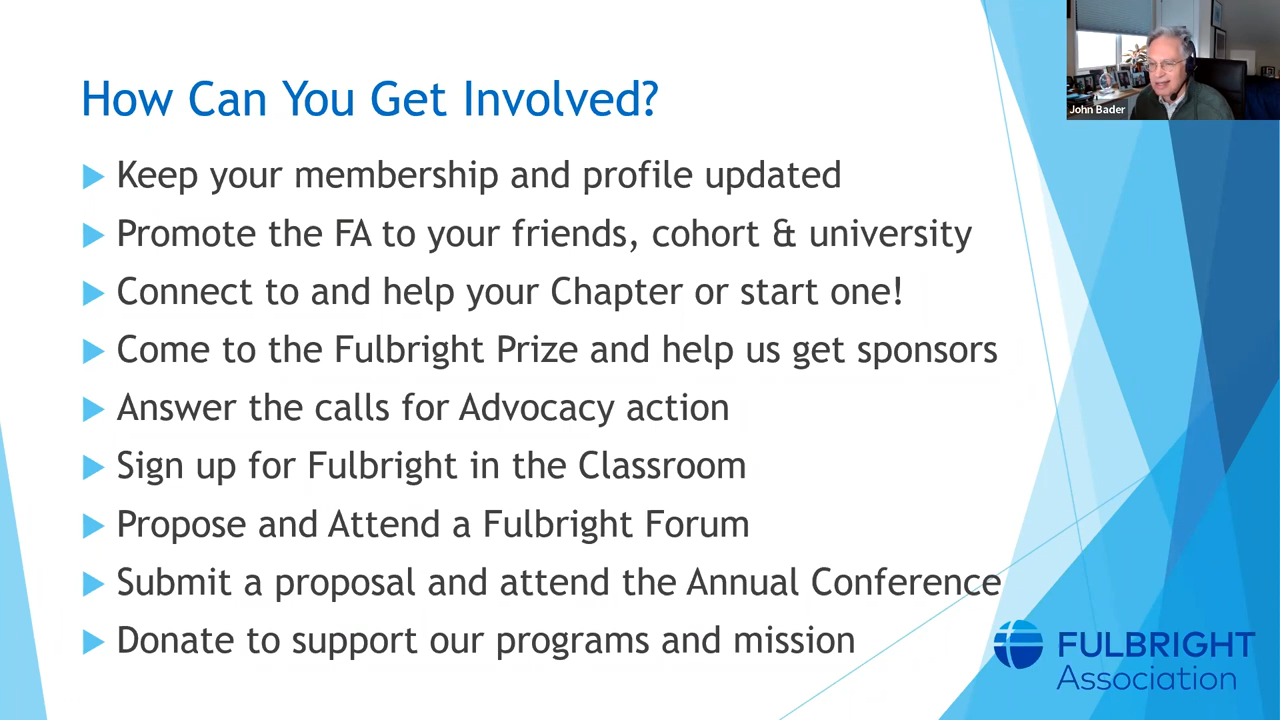 How Can You Get Involved?
John Bader
Keep your membership and profile updated
Promote the FA to your friends, cohort & university
Connect to and help your Chapter or start one!
Come to the Fulbright Prize and help us get sponsors
Answer the calls for Advocacy action
Sign up for Fulbright in the Classroom
Propose and Attend a Fulbright Forum
Submit a proposal and attend the Annual Conference
Donate to support our programs and mission
FULBRIGHT
Association